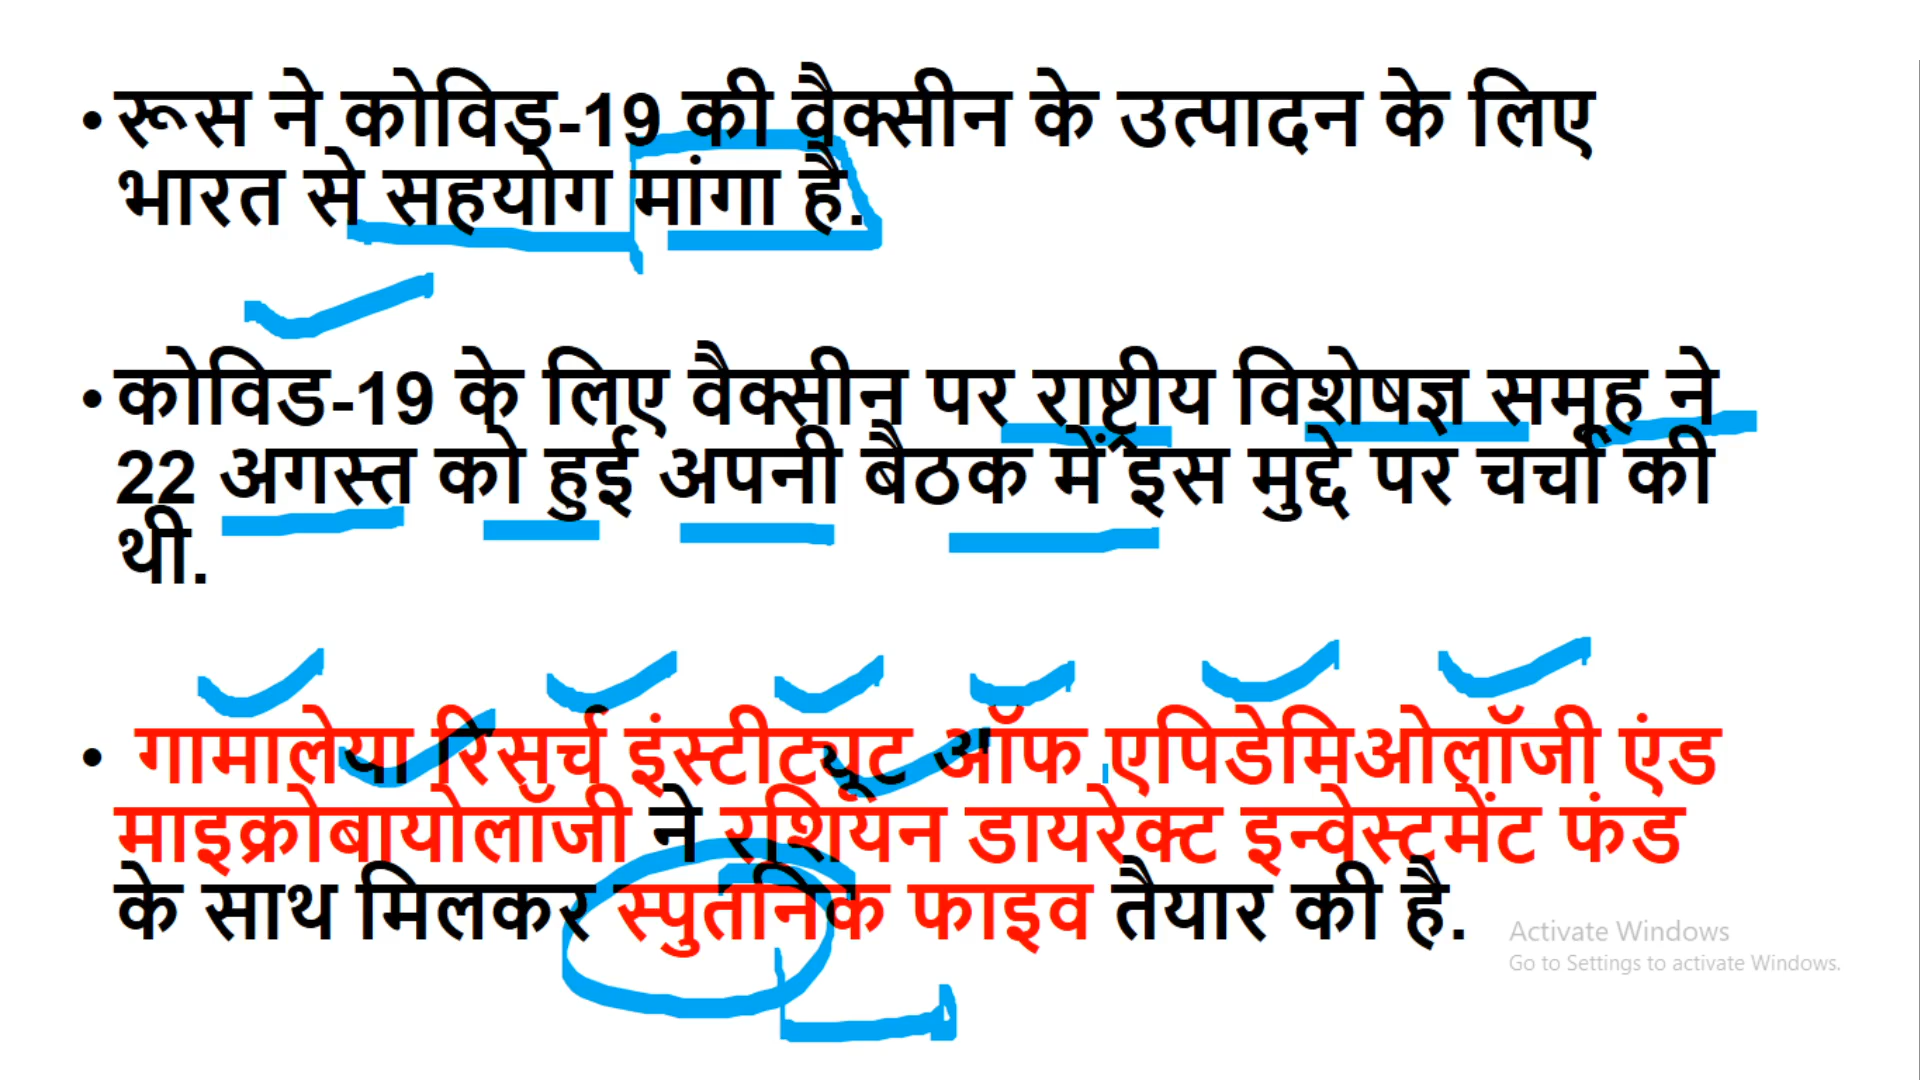 • रूस ने कोविड-19 की वैक्सीन के उत्पादन के लिए
भारत से सहयोग मांगा है.
• कोविड-19 के लिए वैक्सीन पर राष्ट्रीय विशेषज्ञ समूह ने
22 अगस्त को हुई अपनी बैठक में इस मुद्दे पर चर्चा की
थी.
• गामालेया रिसर्च इंस्टीट्यूट ऑफ एपिडेमिओलॉजी एंड
माइक्रोबायोलॉजी ने रशियन डायरेक्ट इन्वेस्टमेंट फंड
के साथ मिलकर स्पुतनिक फाइव तैयार की है.
Activate Windows
Go to Settings to activate Windows.